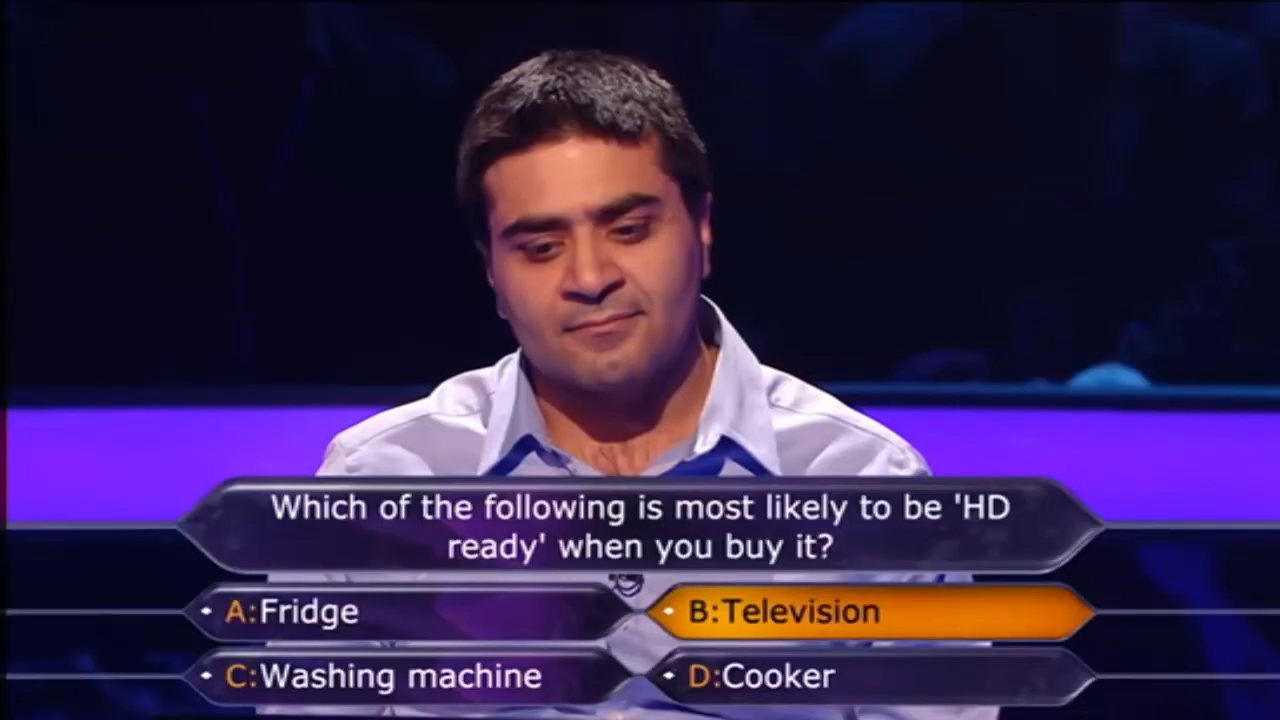 Which of the following is most likely to be 'HD
ready' when you buy it?
A:Fridge
B:Television
C:Washing machine
D:Cooker